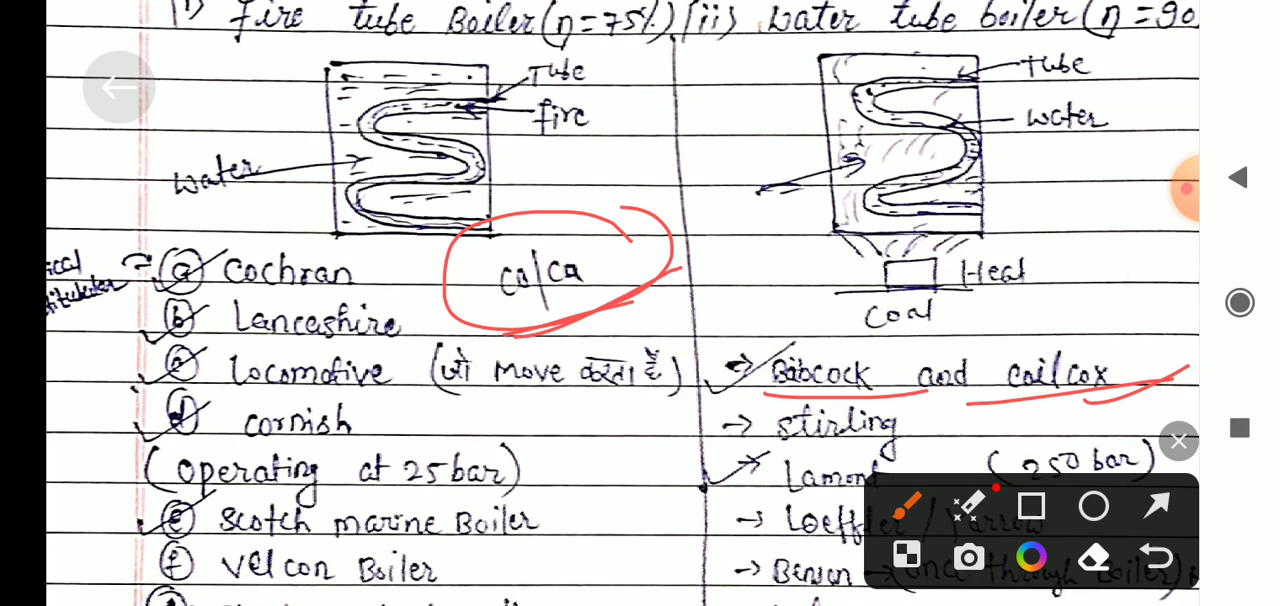 i) fire tube Boiler (η = 75%) (ii) water tube boiler (η = 90
Tube
fire
water
tube
water
Heat
coal
ical
a) cochran
b) Lancashire
c) locomotive (जो move करता है)
d) cornish
(operating at 25 bar)
e) scotch marine Boiler
f) velcon Boiler
→ Babcock and coilcox
→ stirling
→ Lamont (250 bar)
→ Loeffler / Yarrow
→ Benson → (once through Boiler)